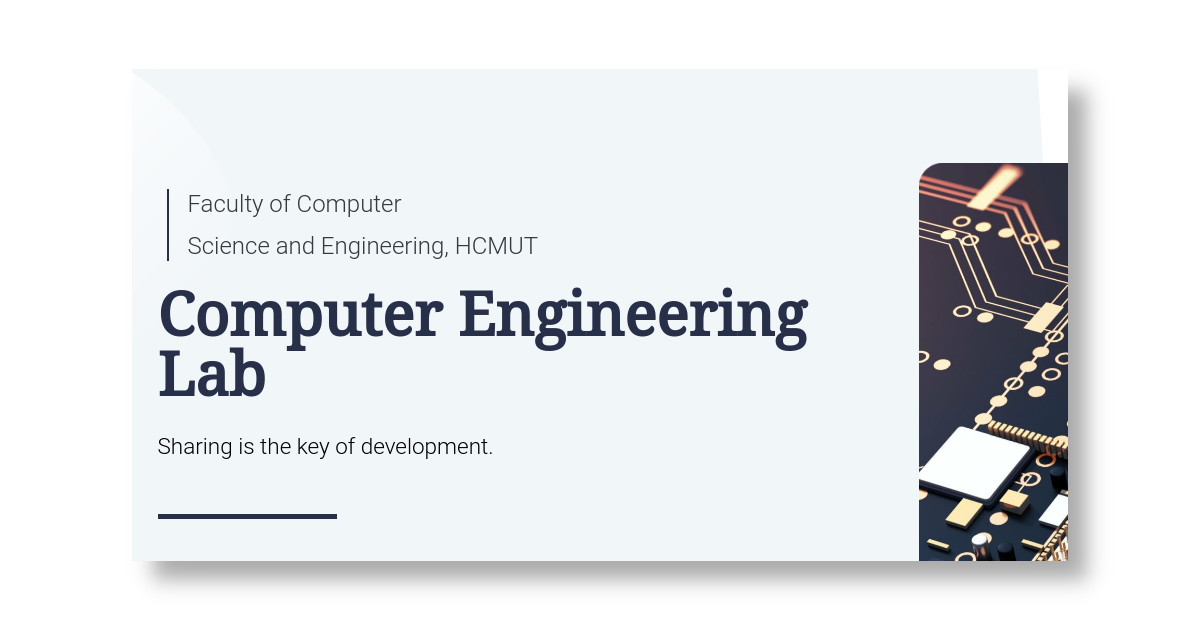 Faculty of Computer
Science and Engineering, HCMUT
Computer Engineering
Lab
Sharing is the key of development.